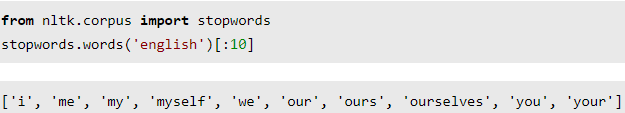 from nltk.corpus import stopwords
stopwords.words('english')[:10]
['i', 'me', 'my', 'myself', 'we', 'our', 'ours', 'ourselves', 'you', 'your']